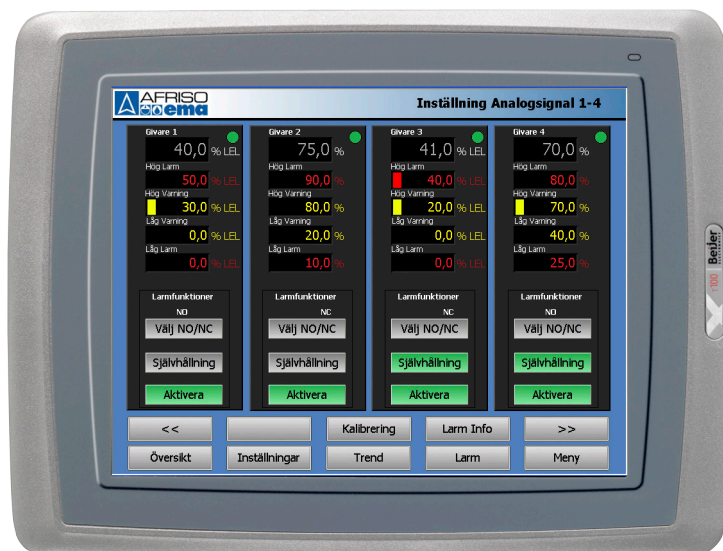 AFRISO
ema
Inställning Analogsignal 1-4
Givare 1
40,0 % LEL
Hög Larm
50,0 % LEL
Hög Varning
30,0 % LEL
Låg Varning
0,0 % LEL
Låg Larm
0,0 % LEL
Larmfunktioner
NO
Välj NO/NC
Självhållning
Aktivera
Givare 2
75,0 %
Hög Larm
90,0 %
Hög Varning
80,0 %
Låg Varning
20,0 %
Låg Larm
10,0 %
Larmfunktioner
NC
Välj NO/NC
Självhållning
Aktivera
Givare 3
41,0 % LEL
Hög Larm
40,0 % LEL
Hög Varning
20,0 % LEL
Låg Varning
0,0 % LEL
Låg Larm
0,0 % LEL
Larmfunktioner
NC
Välj NO/NC
Självhållning
Aktivera
Givare 4
70,0 %
Hög Larm
80,0 %
Hög Varning
70,0 %
Låg Varning
40,0 %
Låg Larm
25,0 %
Larmfunktioner
NO
Välj NO/NC
Självhållning
Aktivera
<< Kalibrering Larm Info >>
Översikt Inställningar Trend Larm Meny
Beijer
X T100